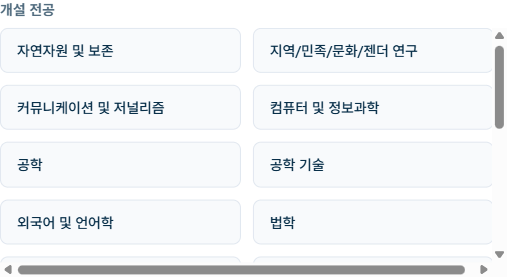 개설 전공
자연자원 및 보존
지역/민족/문화/젠더 연구
커뮤니케이션 및 저널리즘
컴퓨터 및 정보과학
공학
공학 기술
외국어 및 언어학
법학